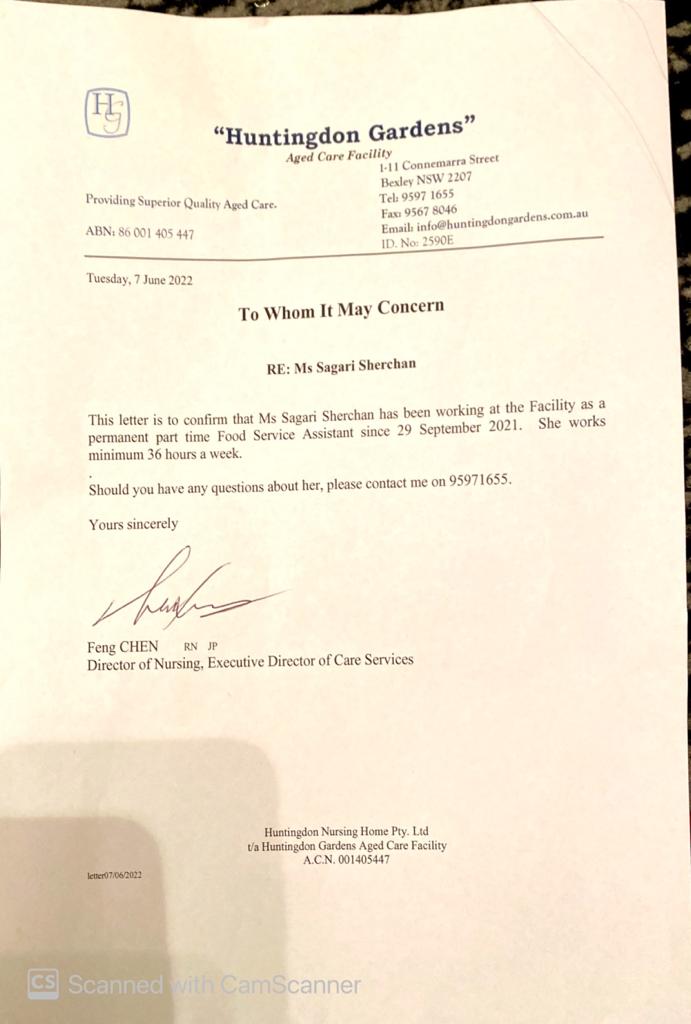 Hg
“Huntingdon Gardens”
Aged Care Facility
1-11 Connemarra Street
Bexley NSW 2207
Tel: 9597 1655
Fax: 9567 8046
Email: info@huntingdongardens.com.au
ID. No: 2590E
Providing Superior Quality Aged Care.
ABN: 86 001 405 447
Tuesday, 7 June 2022
To Whom It May Concern
RE: Ms Sagari Sherchan
This letter is to confirm that Ms Sagari Sherchan has been working at the Facility as a
permanent part time Food Service Assistant since 29 September 2021. She works
minimum 36 hours a week.
.
Should you have any questions about her, please contact me on 95971655.
Yours sincerely
Feng CHEN RN JP
Director of Nursing, Executive Director of Care Services
Huntingdon Nursing Home Pty. Ltd
t/a Huntingdon Gardens Aged Care Facility
A.C.N. 001405447
letter07/06/2022
CS Scanned with CamScanner